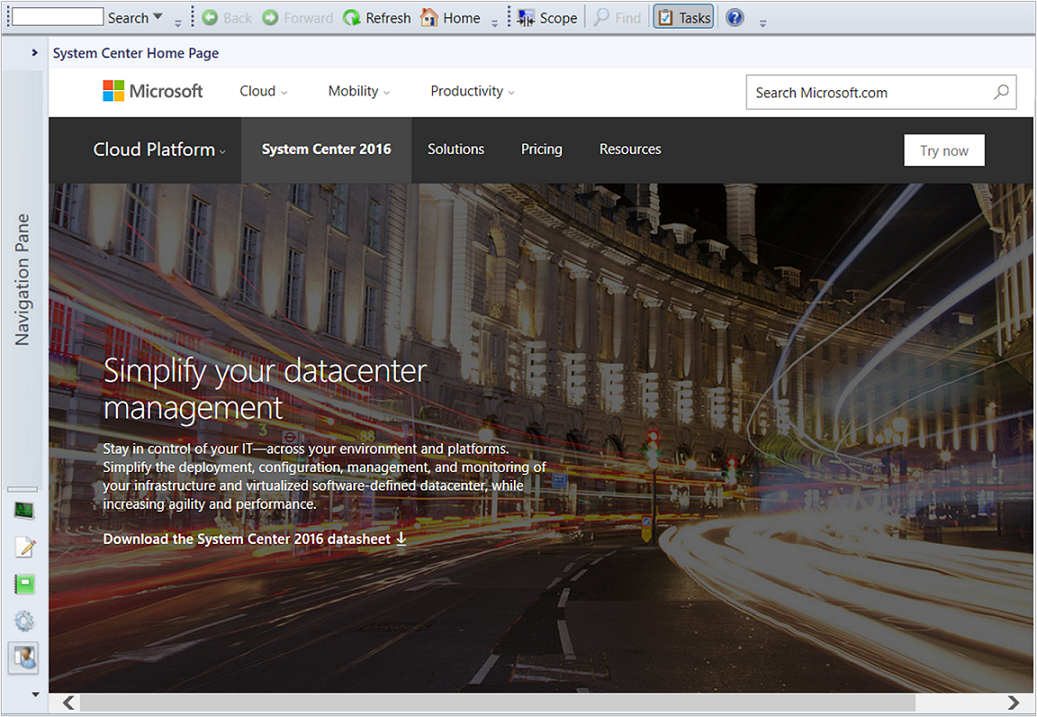 Search Back Forward Refresh Home Scope Find Tasks ?
System Center Home Page
Microsoft Cloud Mobility Productivity Search Microsoft.com
Cloud Platform System Center 2016 Solutions Pricing Resources Try now
Navigation Pane
Simplify your datacenter
management
Stay in control of your IT—across your environment and platforms.
Simplify the deployment, configuration, management, and monitoring of
your infrastructure and virtualized software-defined datacenter, while
increasing agility and performance.
Download the System Center 2016 datasheet